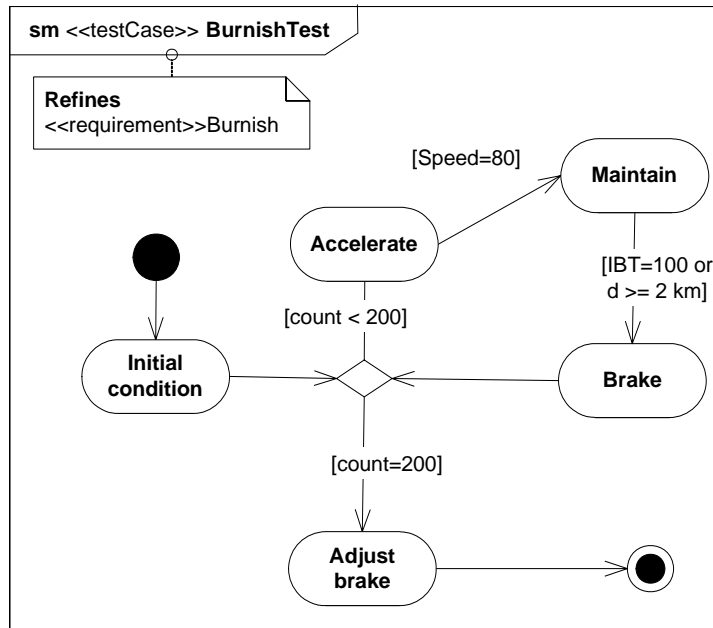 sm <<testCase>> BurnishTest
Refines
<<requirement>>Burnish
[Speed=80]
Maintain
Accelerate
[IBT=100 or
d >= 2 km]
[count < 200]
Initial
condition
Brake
[count=200]
Adjust
brake